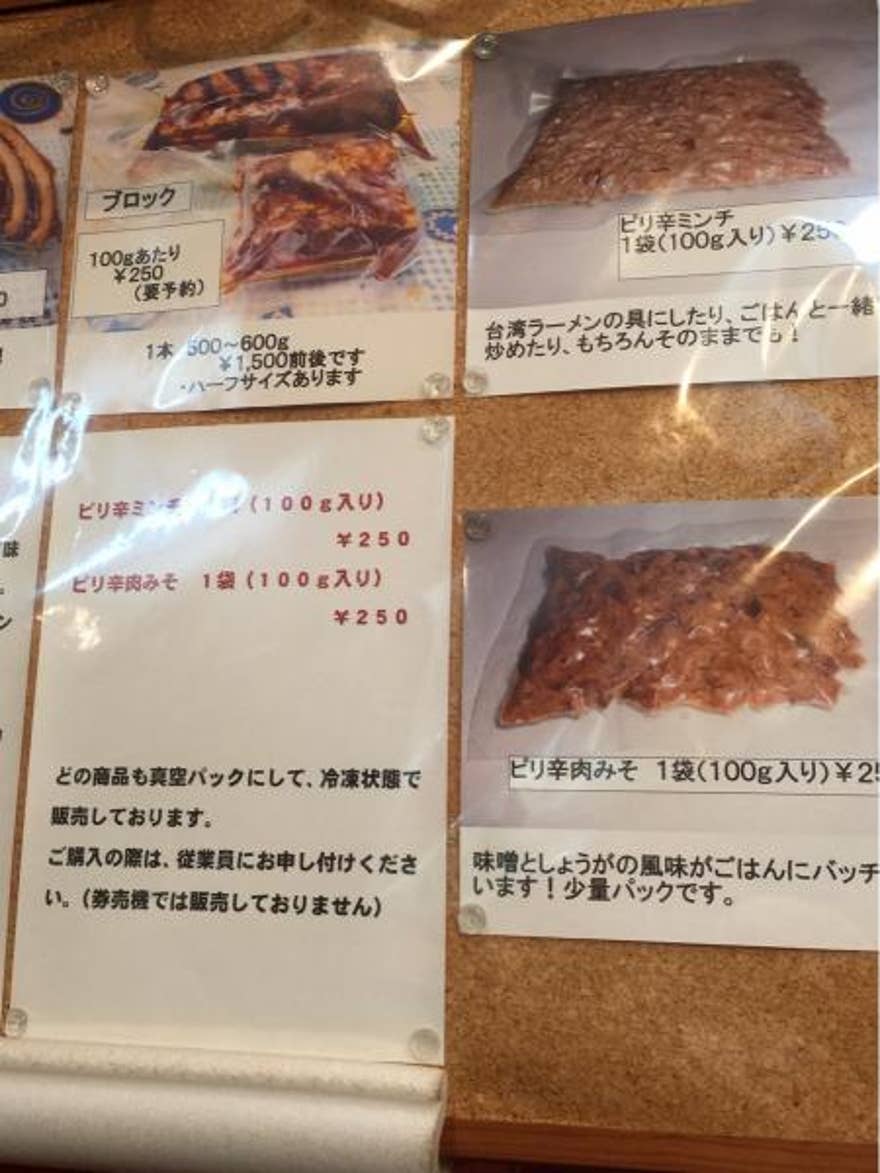 ブロック
100gあたり
¥250
(要予約)
1本 500~600g
¥1,500前後です
・ハーフサイズあります
ピリ辛ミンチ
1袋(100g入り)¥250
台湾ラーメンの具にしたり、ごはんと一緒
炒めたり、もちろんそのままでも!
ピリ辛ミンチ (100g入り)
¥250
ピリ辛肉みそ 1袋(100g入り)
¥250
どの商品も真空パックにして、冷凍状態で
販売しております。
ご購入の際は、従業員にお申し付けくださ
い。(券売機では販売しておりません)
ピリ辛肉みそ 1袋(100g入り)¥2
味噌としょうがの風味がごはんにバッチ
います!少量パックです。
味
。
ン